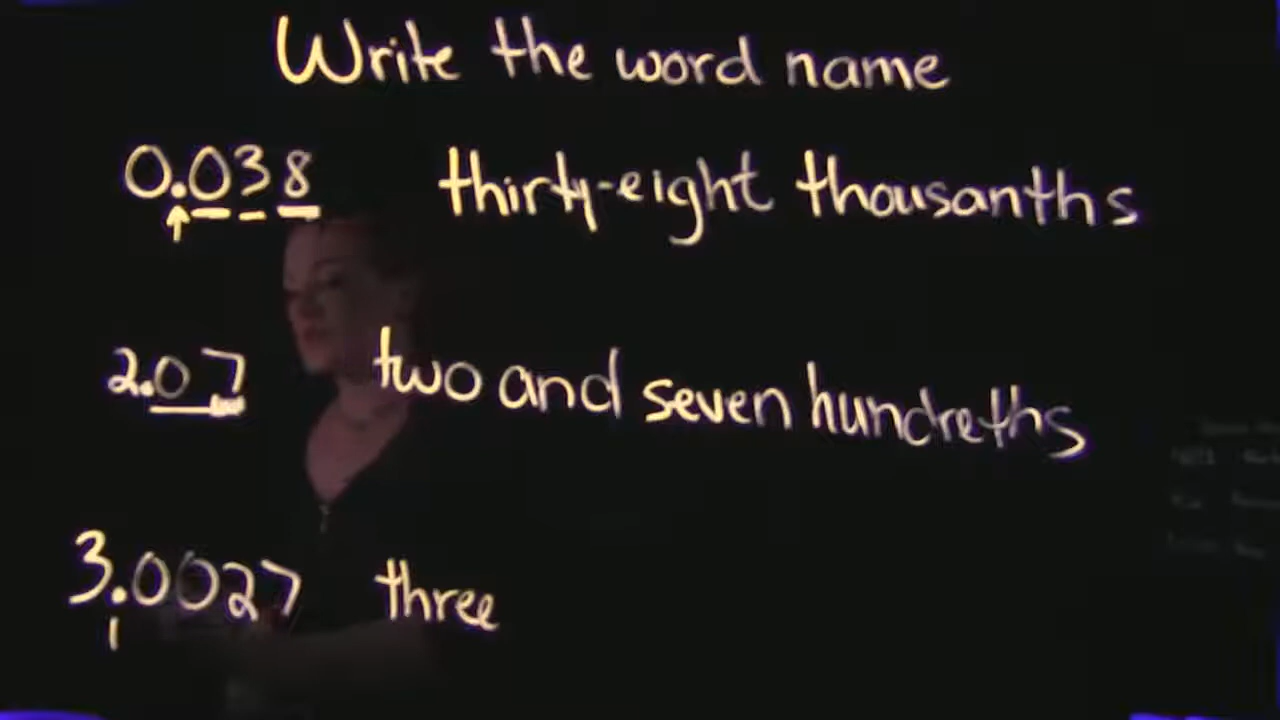 Write the word name
0.038 thirty-eight thousanths
2.07 two and seven hundreths
3.0027 three